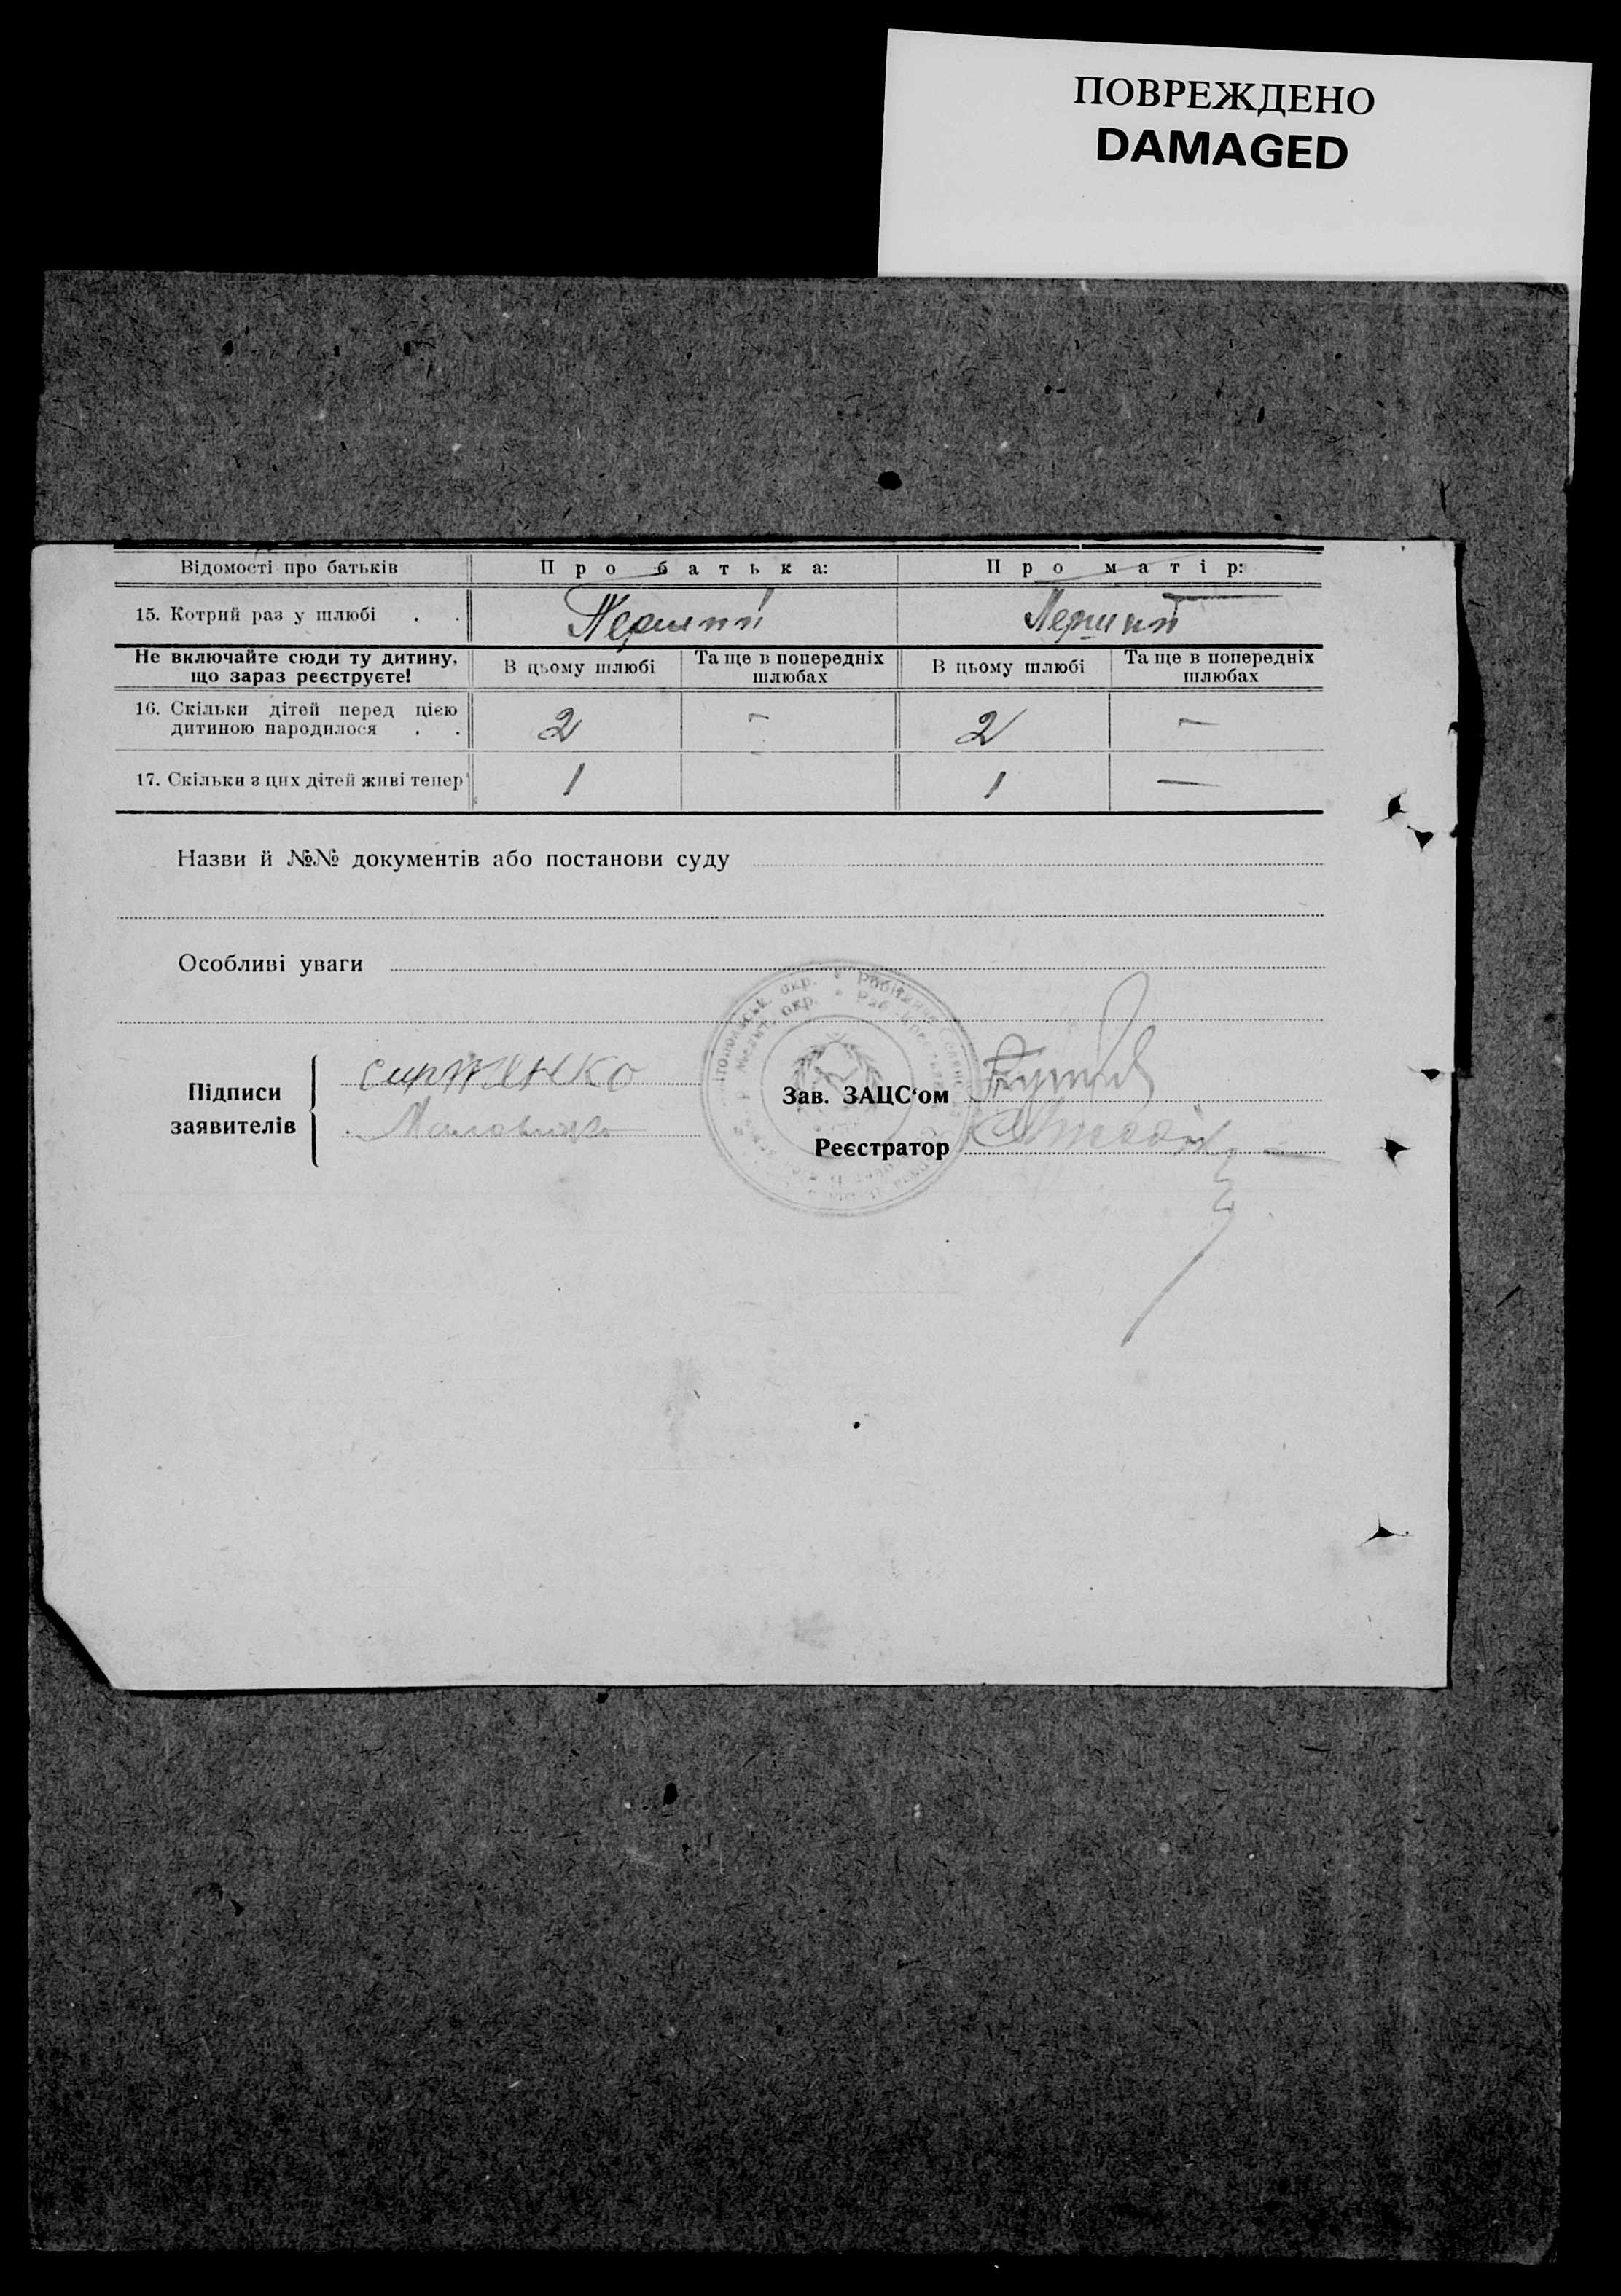 ПОВРЕЖДЕНО
DAMAGED
Відомості про батьків Про батька: Про матір:
15. Котрий раз у шлюбі . . Перший Перший
Не включайте сюди ту дитину, що зараз реєструєте! В цьому шлюбі Та ще в попередніх шлюбах В цьому шлюбі Та ще в попередніх шлюбах
16. Скільки дітей перед цією дитиною народилося . . 2 — 2 —
17. Скільки з цих дітей живі тепер 1 1 —
Назви й №№ документів або постанови суду
Особливі уваги
Підписи заявителів
Зав. ЗАЦС‘ом
Реєстратор